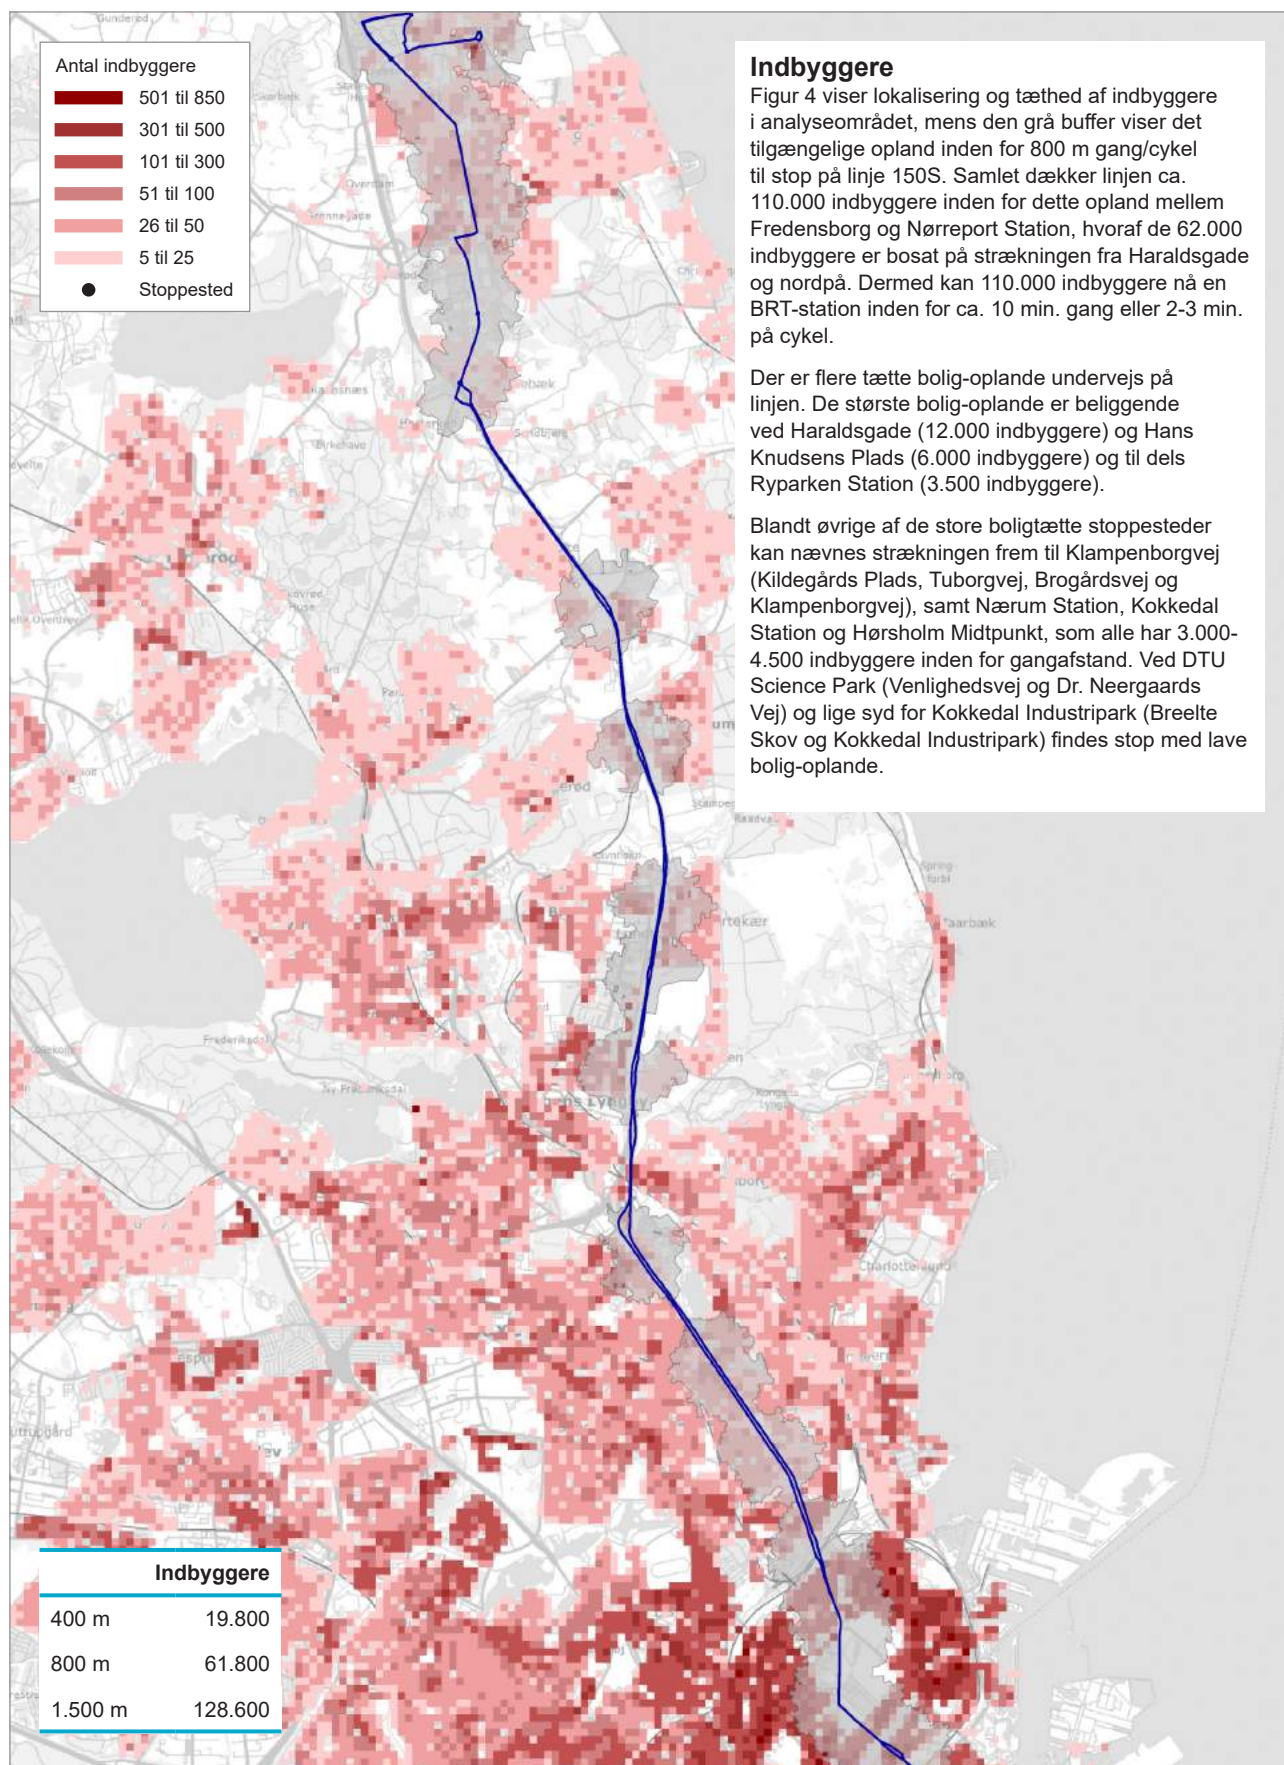 Gunderød
Antal indbyggere
501 til 850
301 til 500
101 til 300
51 til 100
26 til 50
5 til 25
Stoppested
Indbyggere
Figur 4 viser lokalisering og tæthed af indbyggere
i analyseområdet, mens den grå buffer viser det
tilgængelige opland inden for 800 m gang/cykel
til stop på linje 150S. Samlet dækker linjen ca.
110.000 indbyggere inden for dette opland mellem
Fredensborg og Nørreport Station, hvoraf de 62.000
indbyggere er bosat på strækningen fra Haraldsgade
og nordpå. Dermed kan 110.000 indbyggere nå en
BRT-station inden for ca. 10 min. gang eller 2-3 min.
på cykel.
Der er flere tætte bolig-oplande undervejs på
linjen. De største bolig-oplande er beliggende
ved Haraldsgade (12.000 indbyggere) og Hans
Knudsens Plads (6.000 indbyggere) og til dels
Ryparken Station (3.500 indbyggere).
Blandt øvrige af de store boligtætte stoppesteder
kan nævnes strækningen frem til Klampenborgvej
(Kildegårds Plads, Tuborgvej, Brogårdsvej og
Klampenborgvej), samt Nærum Station, Kokkedal
Station og Hørsholm Midtpunkt, som alle har 3.000-
4.500 indbyggere inden for gangafstand. Ved DTU
Science Park (Venlighedsvej og Dr. Neergaards
Vej) og lige syd for Kokkedal Industripark (Breelte
Skov og Kokkedal Industripark) findes stop med lave
bolig-oplande.
Overdam
Birkehave
Frederiksdal
Ny Frederiksdal
Indbyggere
400 m 19.800
800 m 61.800
1.500 m 128.600